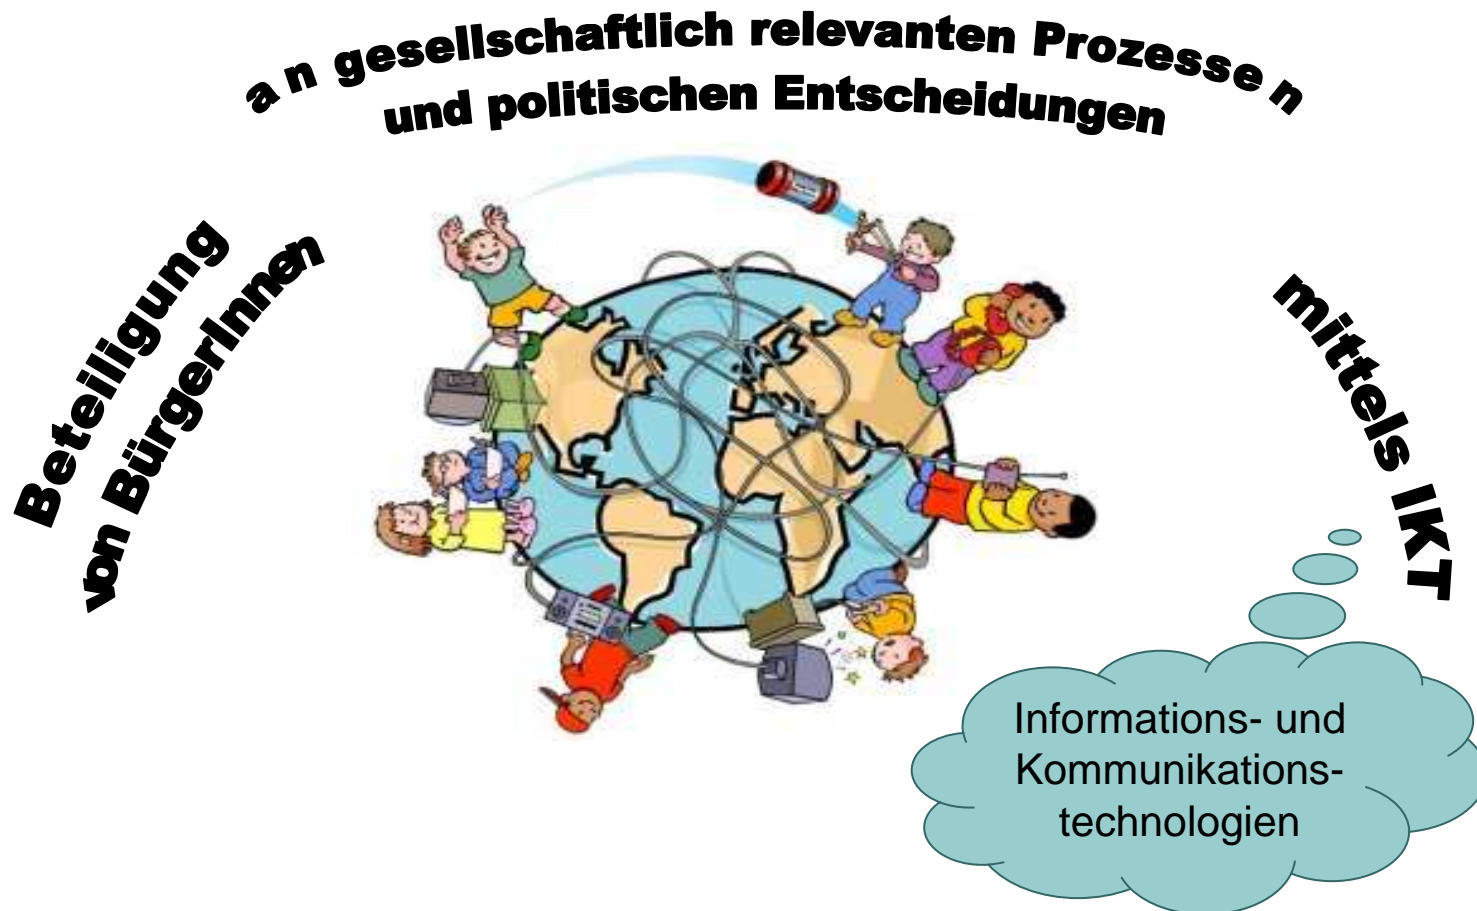 Beteiligung
von BürgerInnen
an gesellschaftlich relevanten Prozessen
und politischen Entscheidungen
mittels IKT
Informations- und
Kommunikations-
technologien